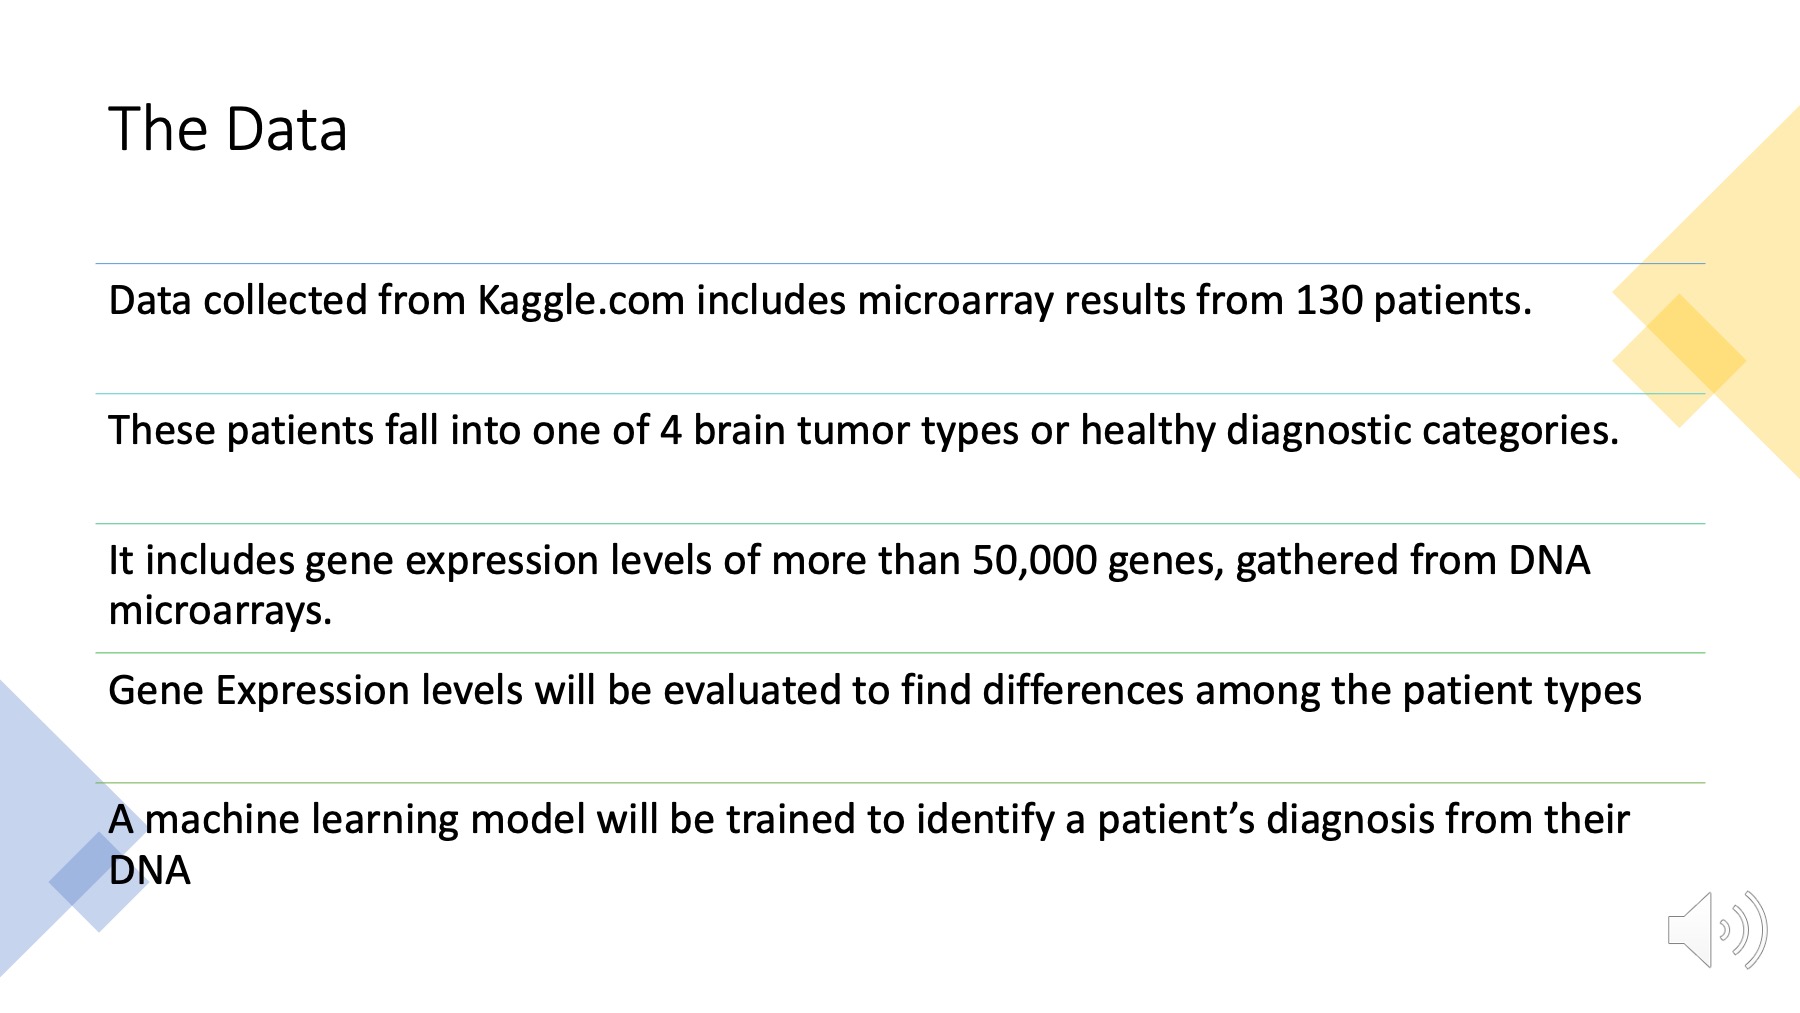 The Data
Data collected from Kaggle.com includes microarray results from 130 patients.
These patients fall into one of 4 brain tumor types or healthy diagnostic categories.
It includes gene expression levels of more than 50,000 genes, gathered from DNA
microarrays.
Gene Expression levels will be evaluated to find differences among the patient types
A machine learning model will be trained to identify a patient’s diagnosis from their
DNA